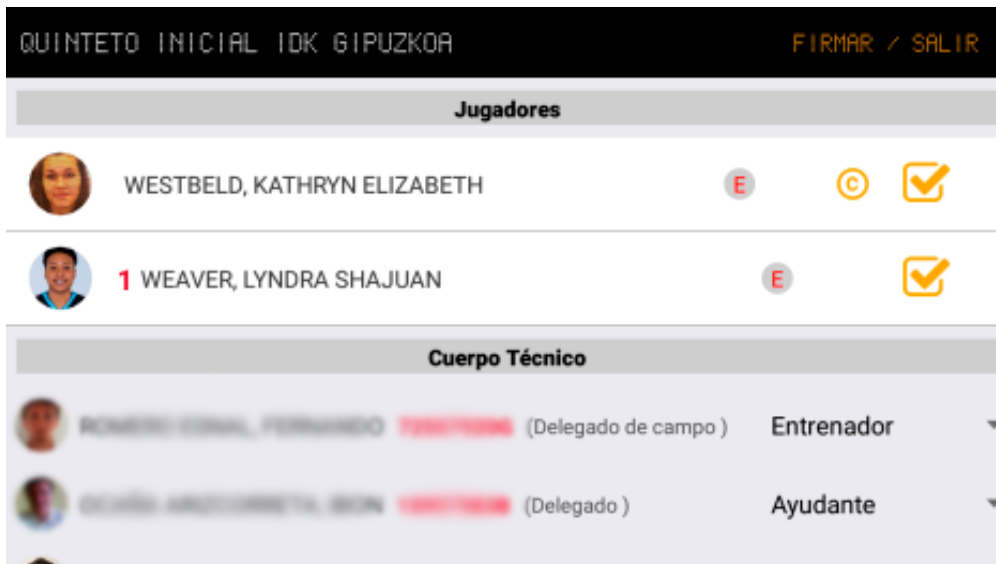 QUINTETO INICIAL IDK GIPUZKOA FIRMAR / SALIR
Jugadores
WESTBELD, KATHRYN ELIZABETH E C
1 WEAVER, LYNDRA SHAJUAN E
Cuerpo Técnico
(Delegado de campo ) Entrenador
(Delegado ) Ayudante